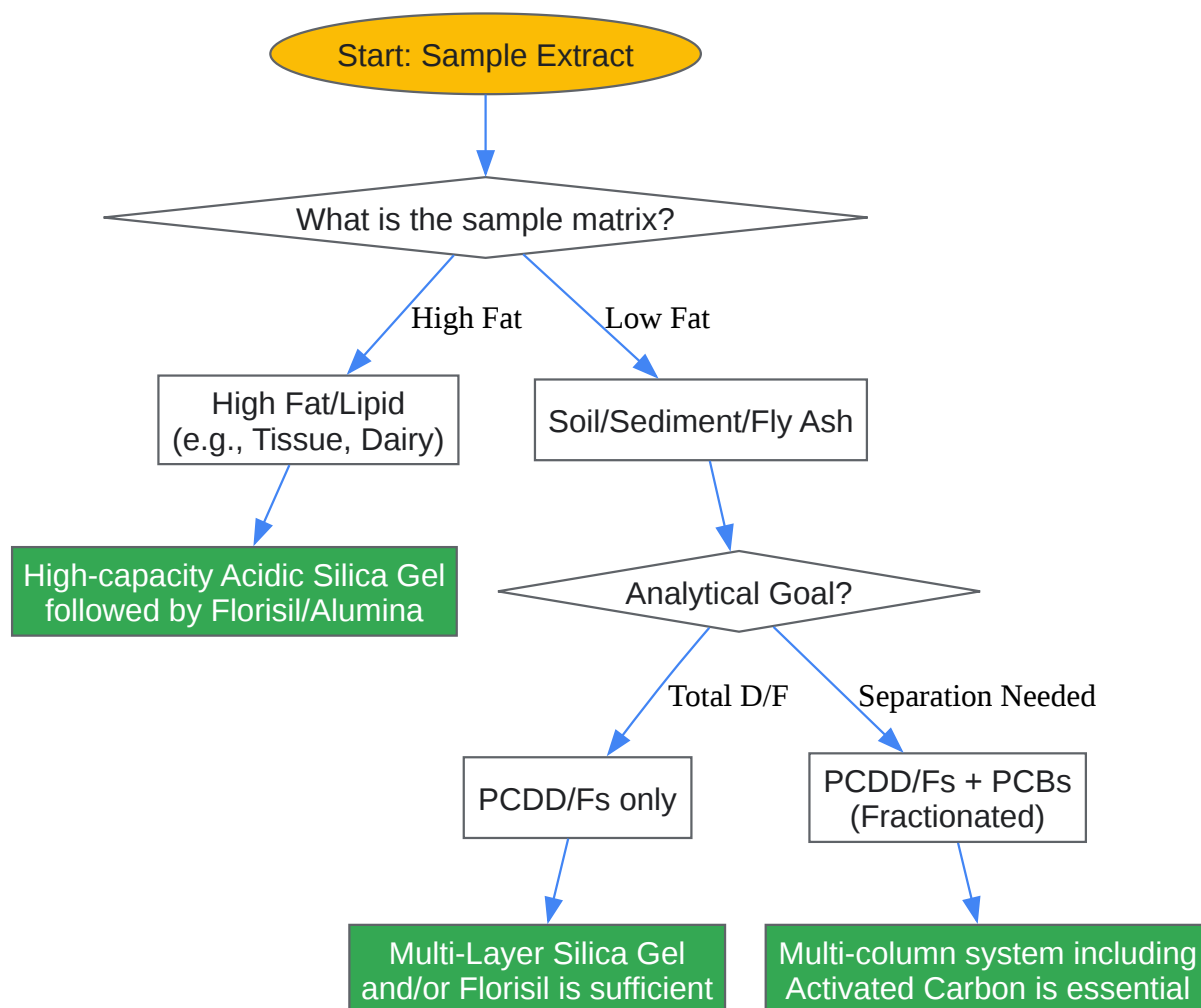 Start: Sample Extract
What is the sample matrix?
High Fat
Low Fat
High Fat/Lipid
(e.g., Tissue, Dairy)
Soil/Sediment/Fly Ash
High-capacity Acidic Silica Gel
followed by Florisil/Alumina
Analytical Goal?
Total D/F
Separation Needed
PCDD/Fs only
PCDD/Fs + PCBs
(Fractionated)
Multi-Layer Silica Gel
and/or Florisil is sufficient
Multi-column system including
Activated Carbon is essential